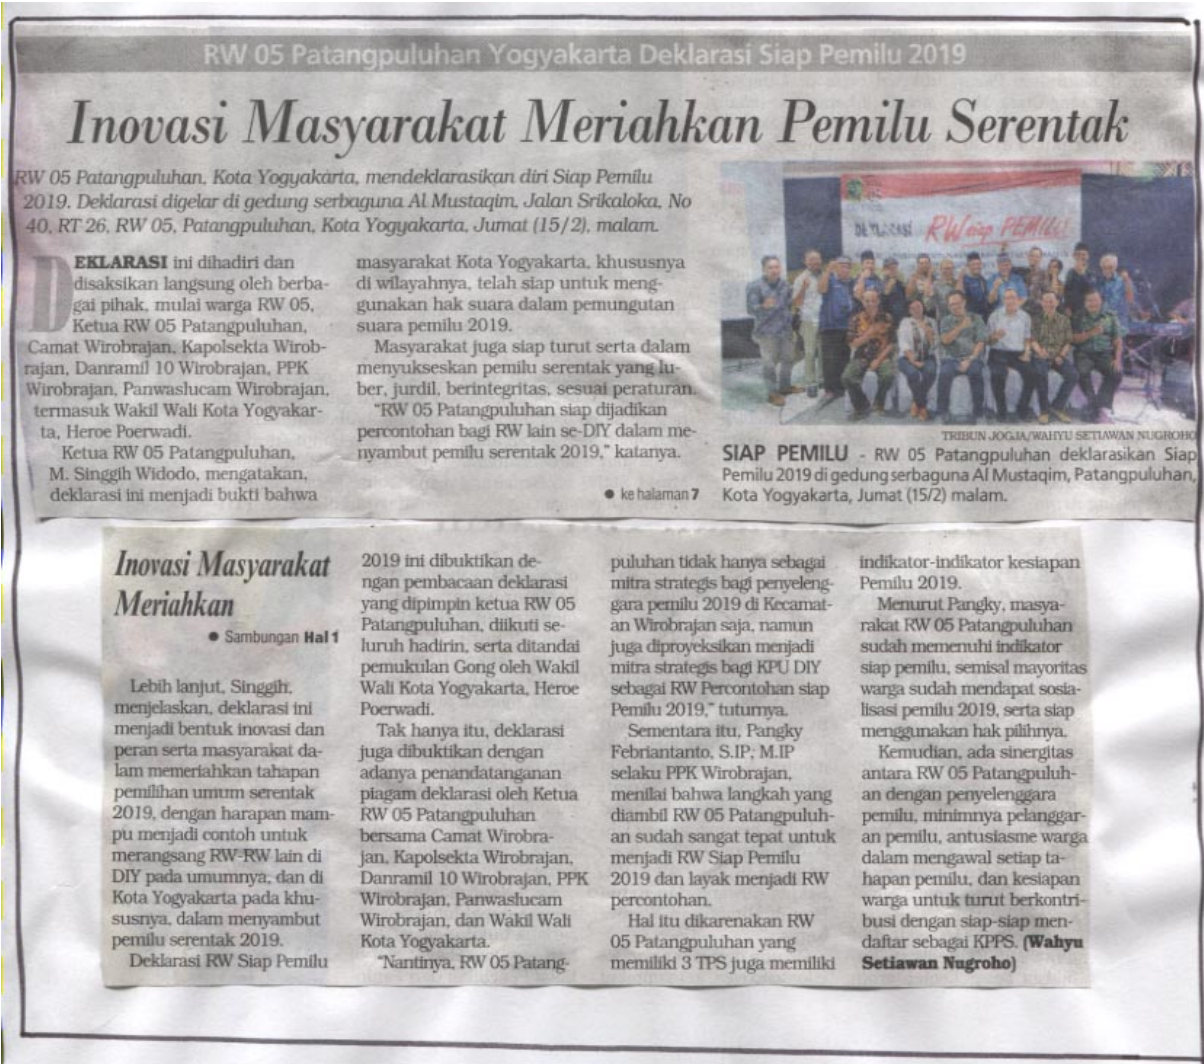 RW 05 Patangpuluhan Yogyakarta Deklarasi Siap Pemilu 2019
Inovasi Masyarakat Meriahkan Pemilu Serentak
RW 05 Patangpuluhan, Kota Yogyakarta, mendeklarasikan diri Siap Pemilu
2019. Deklarasi digelar di gedung serbaguna Al Mustaqim, Jalan Srikaloka, No
40, RT 26, RW 05, Patangpuluhan, Kota Yogyakarta, Jumat (15/2), malam.
DEKLARASI ini dihadiri dan
disaksikan langsung oleh berba-
gai pihak, mulai warga RW 05,
Ketua RW 05 Patangpuluhan,
Camat Wirobrajan, Kapolsekta Wirob-
rajan, Danramil 10 Wirobrajan, PPK
Wirobrajan, Panwaslucam Wirobrajan,
termasuk Wakil Wali Kota Yogyakar-
ta, Heroe Poerwadi.
Ketua RW 05 Patangpuluhan,
M. Singgih Widodo, mengatakan,
deklarasi ini menjadi bukti bahwa
masyarakat Kota Yogyakarta, khususnya
di wilayahnya, telah siap untuk meng-
gunakan hak suara dalam pemungutan
suara pemilu 2019.
Masyarakat juga siap turut serta dalam
menyukseskan pemilu serentak yang lu-
ber, jurdil, berintegritas, sesuai peraturan.
"RW 05 Patangpuluhan siap dijadikan
percontohan bagi RW lain se-DIY dalam me-
nyambut pemilu serentak 2019," katanya.
● ke halaman 7
DEKLARASI RW siap PEMILU
TRIBUN JOGJA/WAHYU SETIAWAN NUGROHO
SIAP PEMILU - RW 05 Patangpuluhan deklarasikan Siap
Pemilu 2019 di gedung serbaguna Al Mustaqim, Patangpuluhan,
Kota Yogyakarta, Jumat (15/2) malam.
Inovasi Masyarakat
Meriahkan
● Sambungan Hal 1
Lebih lanjut, Singgih,
menjelaskan, deklarasi ini
menjadi bentuk inovasi dan
peran serta masyarakat da-
lam memeriahkan tahapan
pemilihan umum serentak
2019, dengan harapan mam-
pu menjadi contoh untuk
merangsang RW-RW lain di
DIY pada umumnya, dan di
Kota Yogyakarta pada khu-
susnya, dalam menyambut
pemilu serentak 2019.
Deklarasi RW Siap Pemilu
2019 ini dibuktikan de-
ngan pembacaan deklarasi
yang dipimpin ketua RW 05
Patangpuluhan, diikuti se-
luruh hadirin, serta ditandai
pemukulan Gong oleh Wakil
Wali Kota Yogyakarta, Heroe
Poerwadi.
Tak hanya itu, deklarasi
juga dibuktikan dengan
adanya penandatanganan
piagam deklarasi oleh Ketua
RW 05 Patangpuluhan
bersama Camat Wirobra-
jan, Kapolsekta Wirobrajan,
Danramil 10 Wirobrajan, PPK
Wirobrajan, Panwaslucam
Wirobrajan, dan Wakil Wali
Kota Yogyakarta.
"Nantinya, RW 05 Patang-
puluhan tidak hanya sebagai
mitra strategis bagi penyeleng-
gara pemilu 2019 di Kecamat-
an Wirobrajan saja, namun
juga diproyeksikan menjadi
mitra strategis bagi KPU DIY
sebagai RW Percontohan siap
Pemilu 2019," tuturnya.
Sementara itu, Pangky
Febriantanto, S.IP; M.IP
selaku PPK Wirobrajan,
menilai bahwa langkah yang
diambil RW 05 Patangpuluh-
an sudah sangat tepat untuk
menjadi RW Siap Pemilu
2019 dan layak menjadi RW
percontohan.
Hal itu dikarenakan RW
05 Patangpuluhan yang
memiliki 3 TPS juga memiliki
indikator-indikator kesiapan
Pemilu 2019.
Menurut Pangky, masya-
rakat RW 05 Patangpuluhan
sudah memenuhi indikator
siap pemilu, semisal mayoritas
warga sudah mendapat sosia-
lisasi pemilu 2019, serta siap
menggunakan hak pilihnya.
Kemudian, ada sinergitas
antara RW 05 Patangpuluh-
an dengan penyelenggara
pemilu, minimnya pelanggar-
an pemilu, antusiasme warga
dalam mengawal setiap ta-
hapan pemilu, dan kesiapan
warga untuk turut berkontri-
busi dengan siap-siap men-
daftar sebagai KPPS. (Wahyu
Setiawan Nugroho)